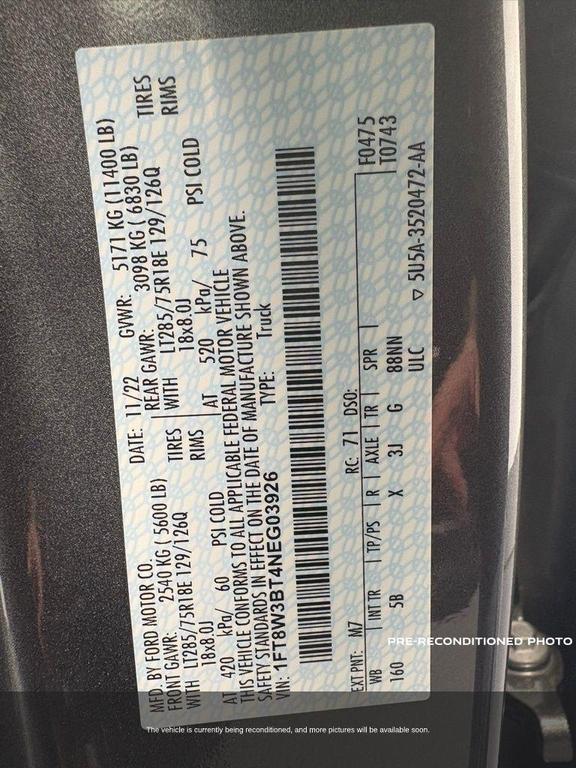 MFD. BY FORD MOTOR CO.
DATE: 11/22 GVWR: 5171 KG (11400 LB)
FRONT GAWR: 2540 KG ( 5600 LB)
REAR GAWR: 3098 KG ( 6830 LB)
WITH LT285/75R18E 129/126Q TIRES
WITH LT285/75R18E 129/126Q TIRES
18x8.0J RIMS
18x8.0J RIMS
AT 420 kPa/ 60 PSI COLD
AT 520 kPa/ 75 PSI COLD
THIS VEHICLE CONFORMS TO ALL APPLICABLE FEDERAL MOTOR VEHICLE
SAFETY STANDARDS IN EFFECT ON THE DATE OF MANUFACTURE SHOWN ABOVE.
VIN: 1FT8W3BT4NEG03926 TYPE: Truck
F0475
T0743
EXT PNT: M7 RC: 71 DSO:
WB INT TR TP/PS R AXLE TR SPR
160 5B X 3J G 88NN
ULC ▽ 5U5A-3520472-AA
PRE-RECONDITIONED PHOTO
The vehicle is currently being reconditioned, and more pictures will be available soon.